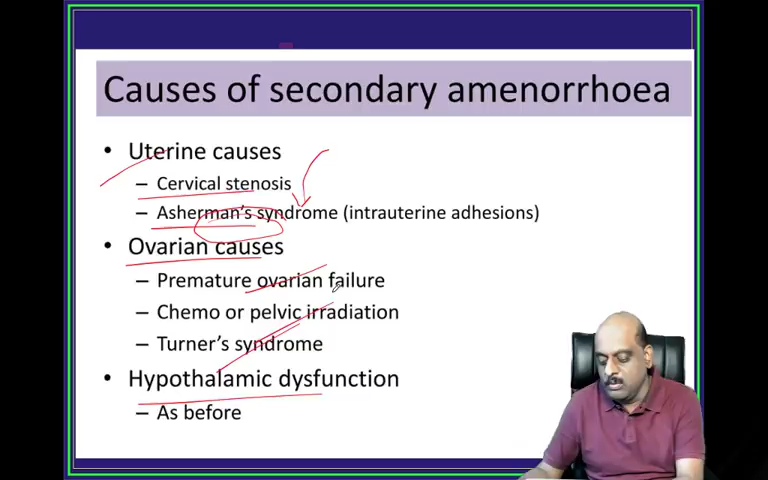 Causes of secondary amenorrhoea
• Uterine causes
– Cervical stenosis
– Asherman's syndrome (intrauterine adhesions)
• Ovarian causes
– Premature ovarian failure
– Chemo or pelvic irradiation
– Turner's syndrome
• Hypothalamic dysfunction
– As before